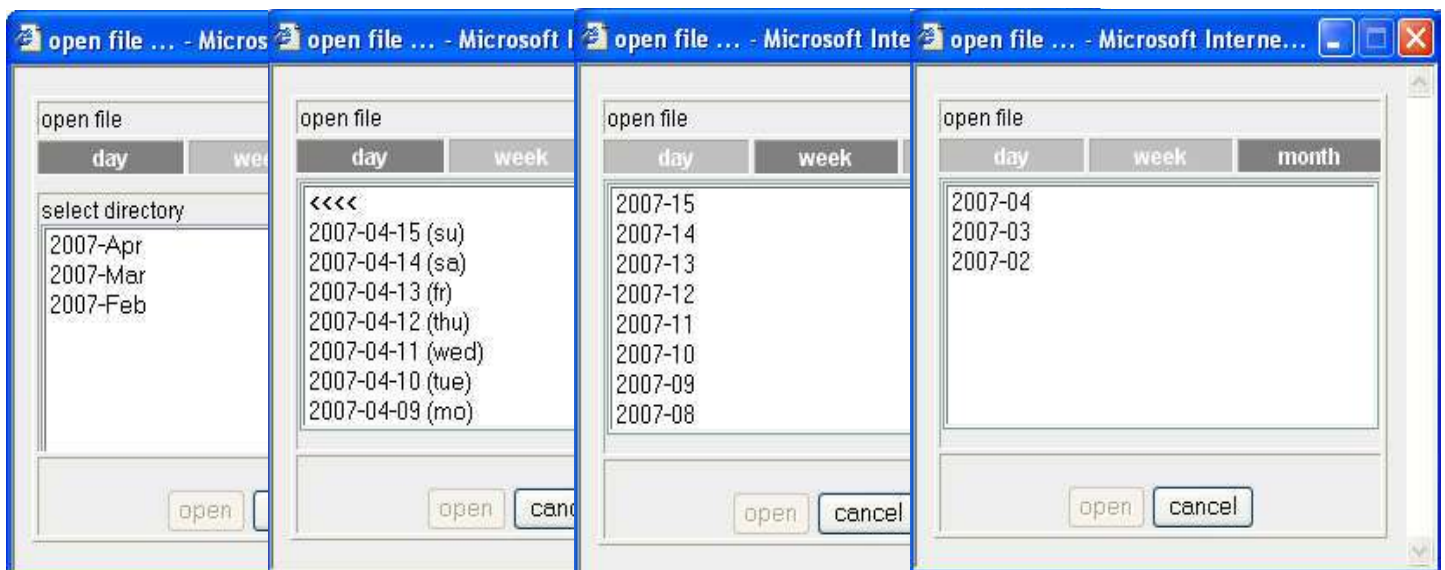 open file ... - Micros
open file
day wee
select directory
2007-Apr
2007-Mar
2007-Feb
open
open file ... - Microsoft I
open file
day week
<<<<
2007-04-15 (su)
2007-04-14 (sa)
2007-04-13 (fr)
2007-04-12 (thu)
2007-04-11 (wed)
2007-04-10 (tue)
2007-04-09 (mo)
open canc
open file ... - Microsoft Inte
open file
day week
2007-15
2007-14
2007-13
2007-12
2007-11
2007-10
2007-09
2007-08
open cancel
open file ... - Microsoft Interne...
open file
day week month
2007-04
2007-03
2007-02
open cancel